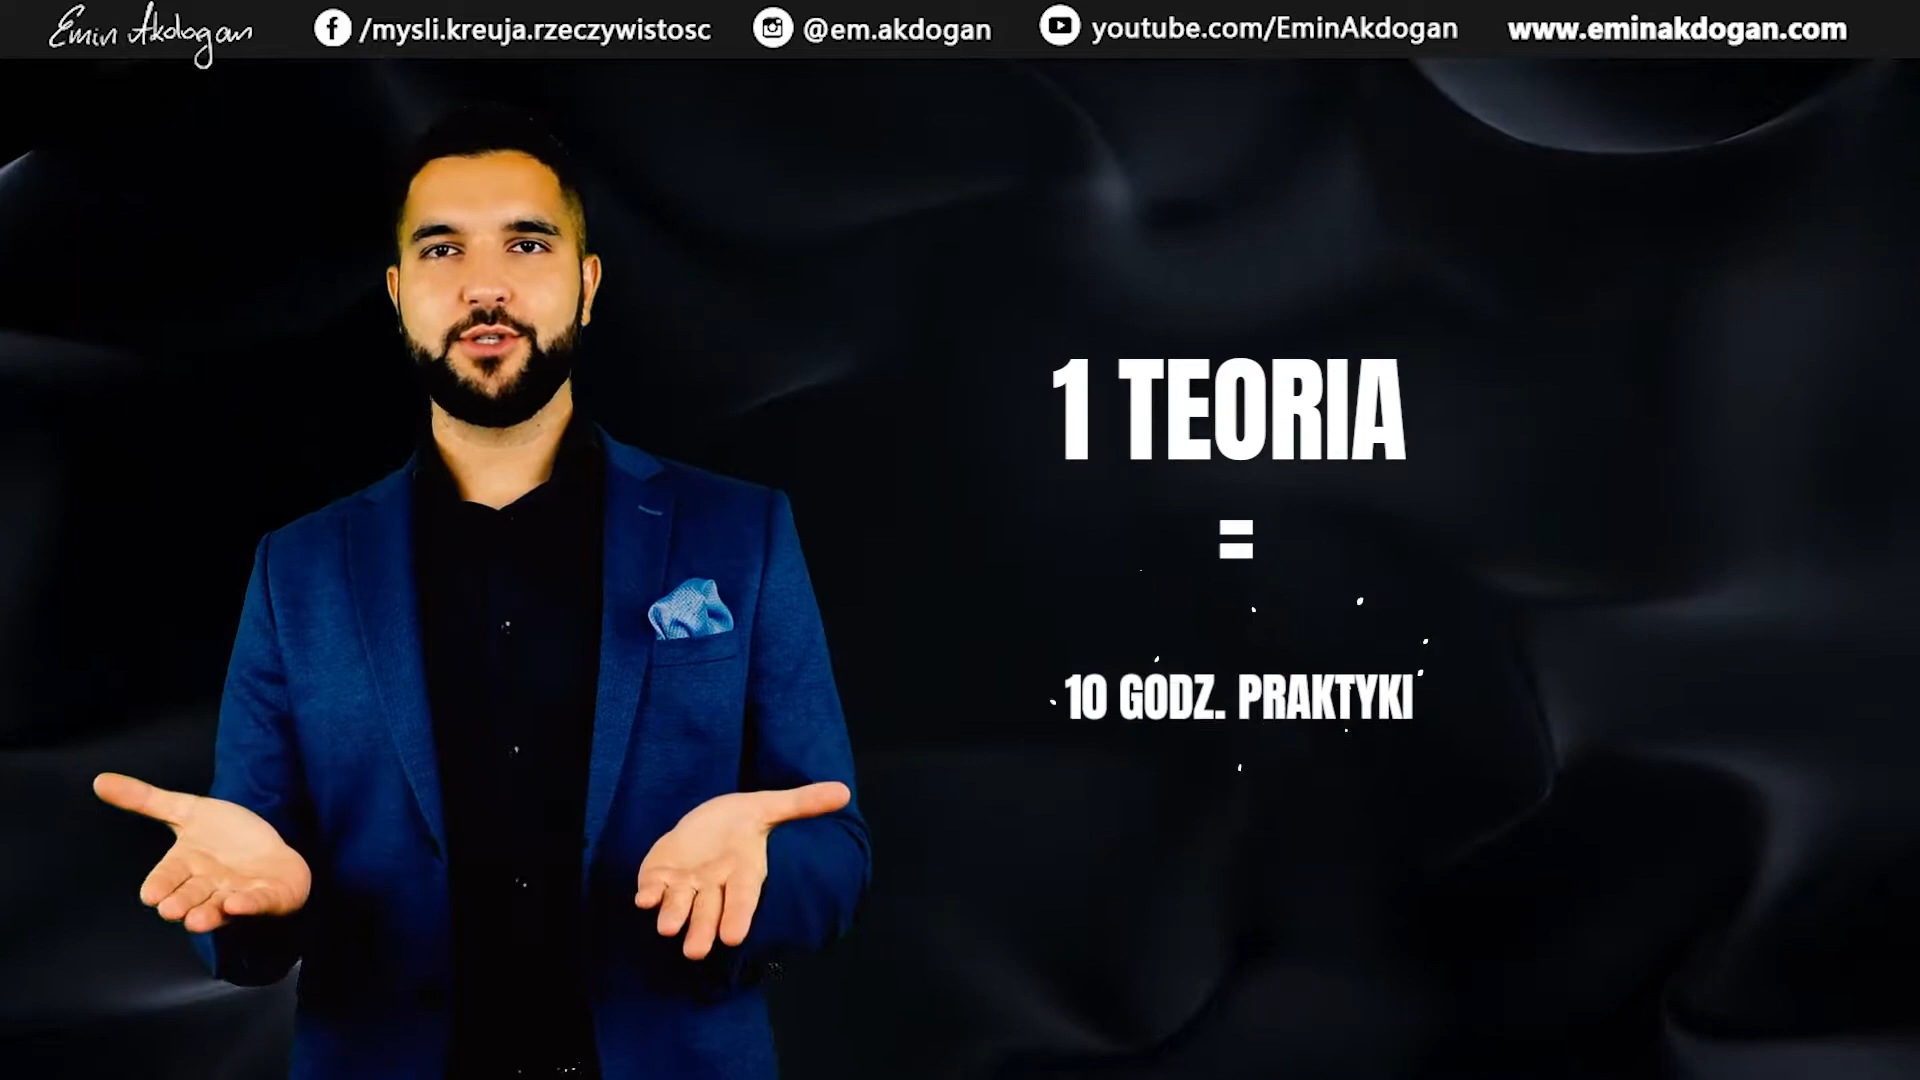 Emin Akdogan /mysli.kreuja.rzeczywistosc @em.akdogan youtube.com/EminAkdogan www.eminakdogan.com
1 TEORIA
=
10 GODZ. PRAKTYKI